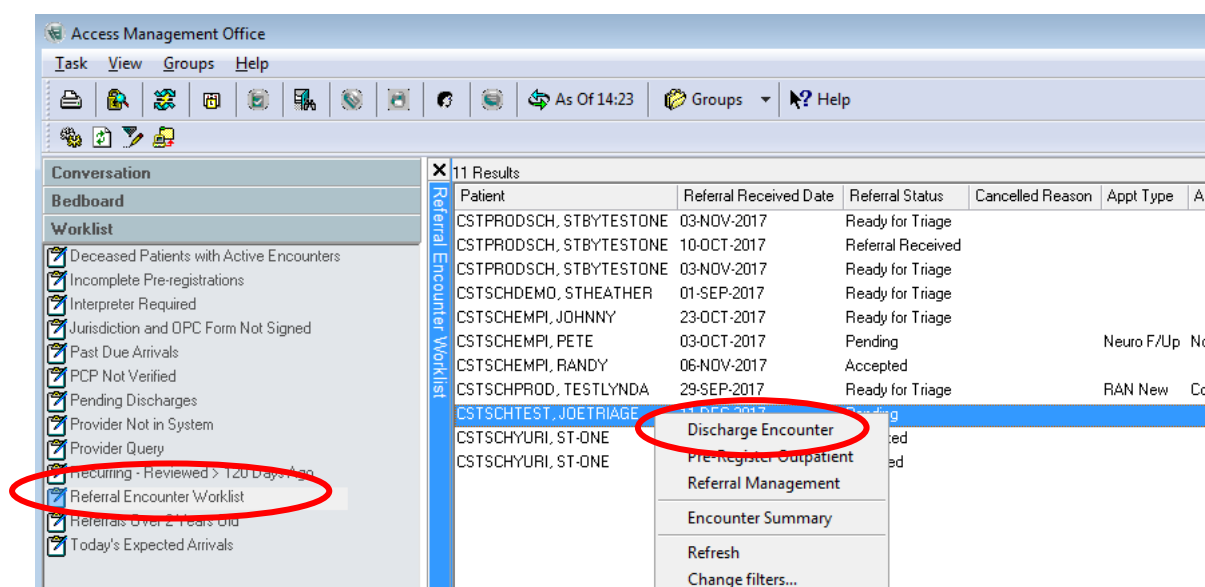 Access Management Office
Task View Groups Help
As Of 14:23 Groups Help
Conversation
Bedboard
Worklist
Deceased Patients with Active Encounters
Incomplete Pre-registrations
Interpreter Required
Jurisdiction and OPC Form Not Signed
Past Due Arrivals
PCP Not Verified
Pending Discharges
Provider Not in System
Provider Query
Recurring - Reviewed > 120 Days Ago
Referral Encounter Worklist
Referrals Over 2 Years Old
Today's Expected Arrivals
Referral Encounter Worklist
11 Results
Patient Referral Received Date Referral Status Cancelled Reason Appt Type A
CSTPRODSCH, STBYTESTONE 03-NOV-2017 Ready for Triage
CSTPRODSCH, STBYTESTONE 10-OCT-2017 Referral Received
CSTPRODSCH, STBYTESTONE 03-NOV-2017 Ready for Triage
CSTSCHDEMO, STHEATHER 01-SEP-2017 Ready for Triage
CSTSCHEMPI, JOHNNY 23-OCT-2017 Ready for Triage
CSTSCHEMPI, PETE 03-OCT-2017 Pending Neuro F/Up No
CSTSCHEMPI, RANDY 06-NOV-2017 Accepted
CSTSCHPROD, TESTLYNDA 29-SEP-2017 Ready for Triage RAN New Co
CSTSCHTEST, JOETRIAGE 11-DEC-2017 Pending
CSTSCHYURI, ST-ONE ted
CSTSCHYURI, ST-ONE ed
Discharge Encounter
Pre-Register Outpatient
Referral Management
Encounter Summary
Refresh
Change filters...